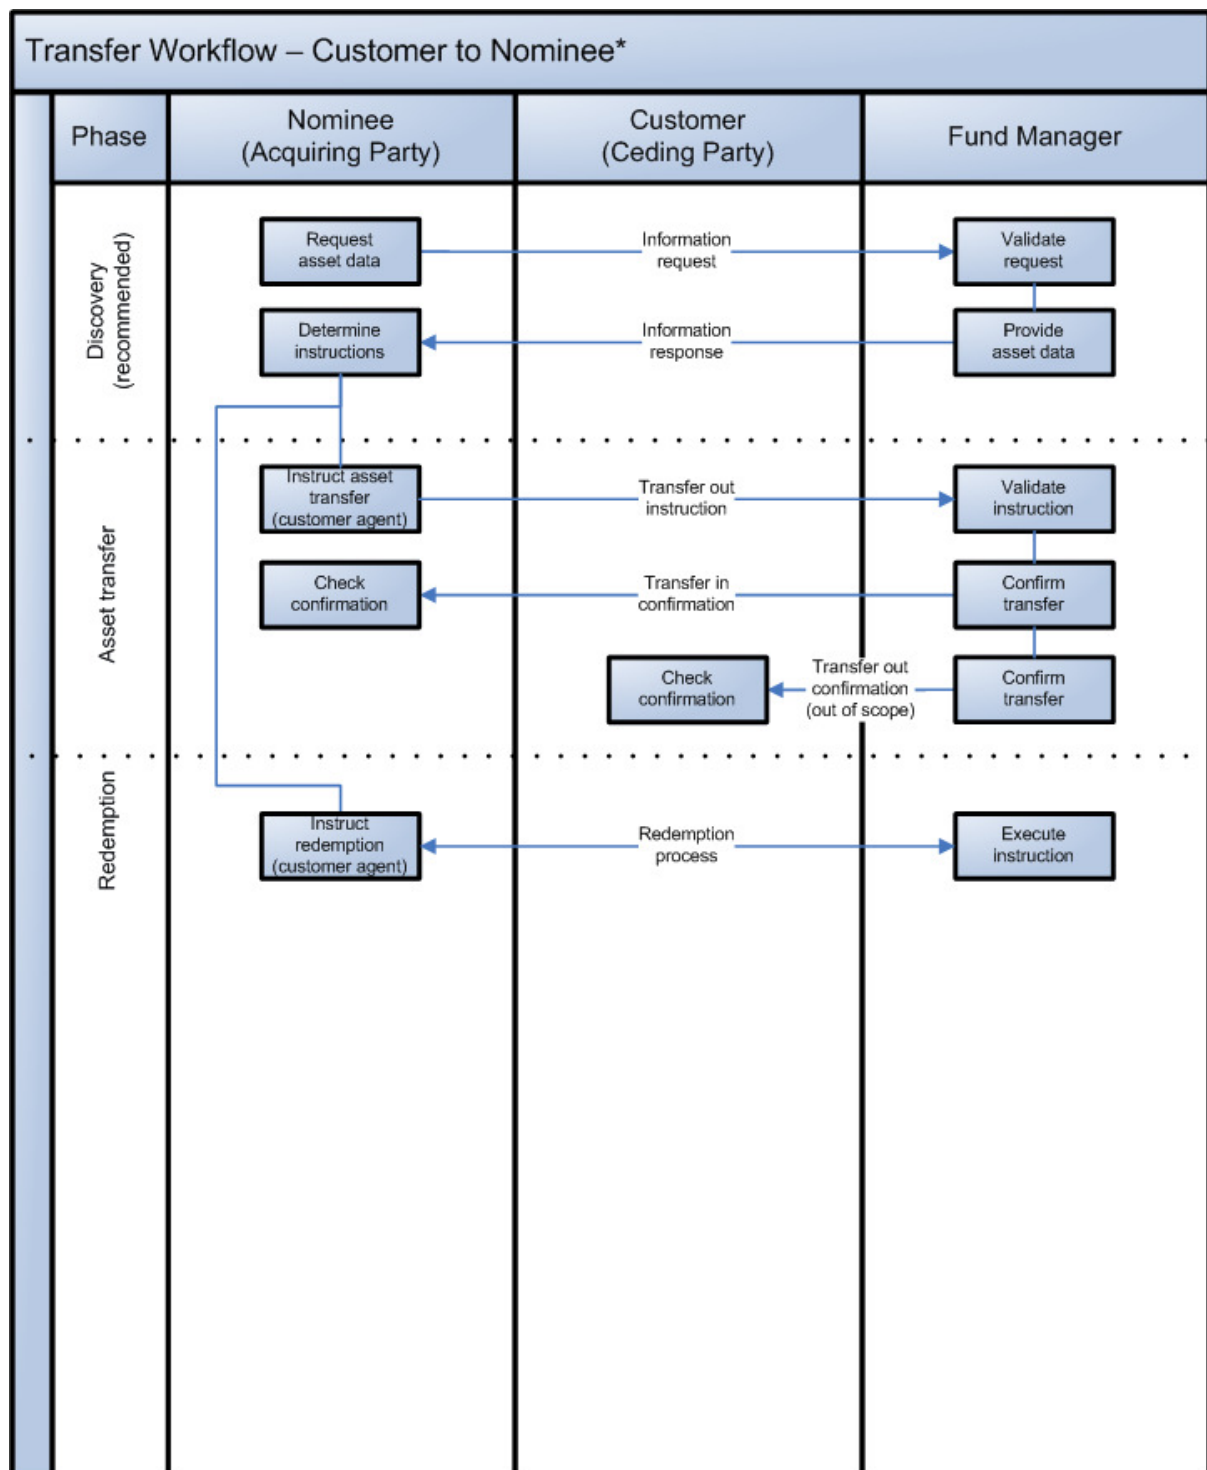 Transfer Workflow – Customer to Nominee*
Phase
Nominee
(Acquiring Party)
Customer
(Ceding Party)
Fund Manager
Discovery
(recommended)
Request
asset data
Information
request
Validate
request
Determine
instructions
Information
response
Provide
asset data
Asset transfer
Instruct asset
transfer
(customer agent)
Transfer out
instruction
Validate
instruction
Check
confirmation
Transfer in
confirmation
Confirm
transfer
Check
confirmation
Transfer out
confirmation
(out of scope)
Confirm
transfer
Redemption
Instruct
redemption
(customer agent)
Redemption
process
Execute
instruction